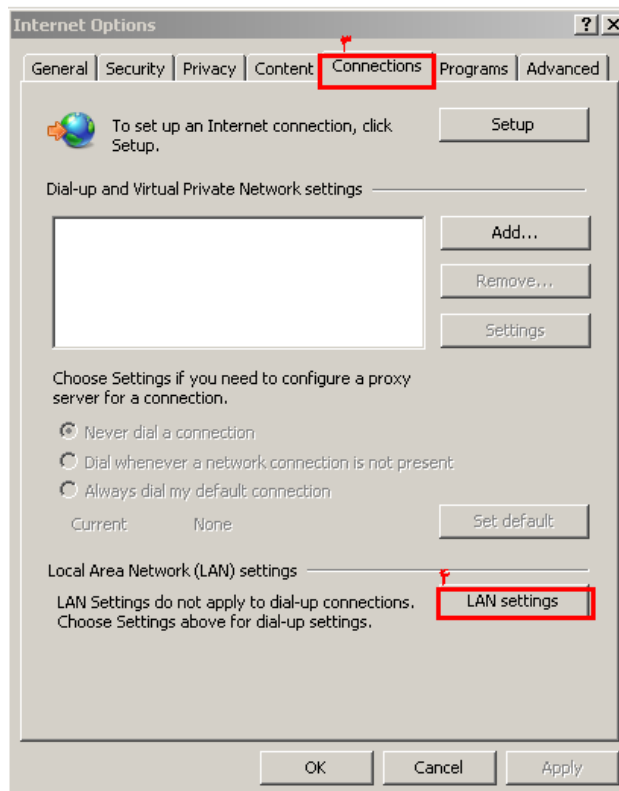 Internet Options
۳
General Security Privacy Content Connections Programs Advanced
To set up an Internet connection, click
Setup.
Setup
Dial-up and Virtual Private Network settings
Add...
Remove...
Settings
Choose Settings if you need to configure a proxy
server for a connection.
Never dial a connection
Dial whenever a network connection is not present
Always dial my default connection
Current None
Set default
Local Area Network (LAN) settings
۴
LAN Settings do not apply to dial-up connections.
Choose Settings above for dial-up settings.
LAN settings
OK Cancel Apply